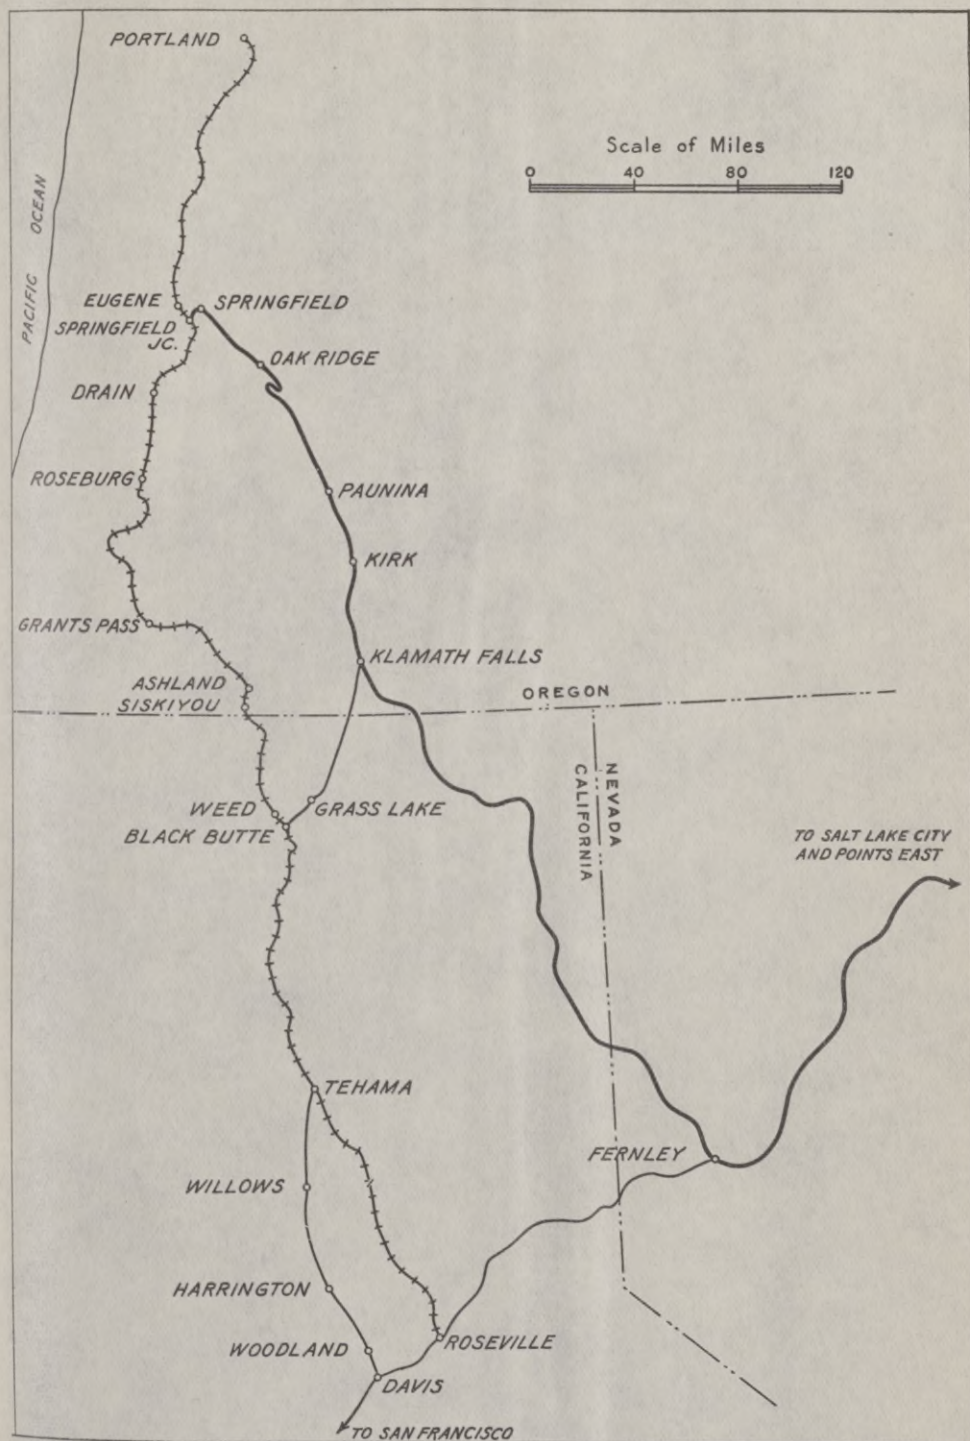 PORTLAND
Scale of Miles
0 40 80 120
PACIFIC OCEAN
EUGENE
SPRINGFIELD
SPRINGFIELD
JC.
OAK RIDGE
DRAIN
ROSEBURG
PAUNINA
KIRK
GRANTS PASS
KLAMATH FALLS
ASHLAND
SISKIYOU
OREGON
NEVADA
CALIFORNIA
WEED
GRASS LAKE
BLACK BUTTE
TO SALT LAKE CITY
AND POINTS EAST
TEHAMA
FERNLEY
WILLOWS
HARRINGTON
ROSEVILLE
WOODLAND
DAVIS
TO SAN FRANCISCO